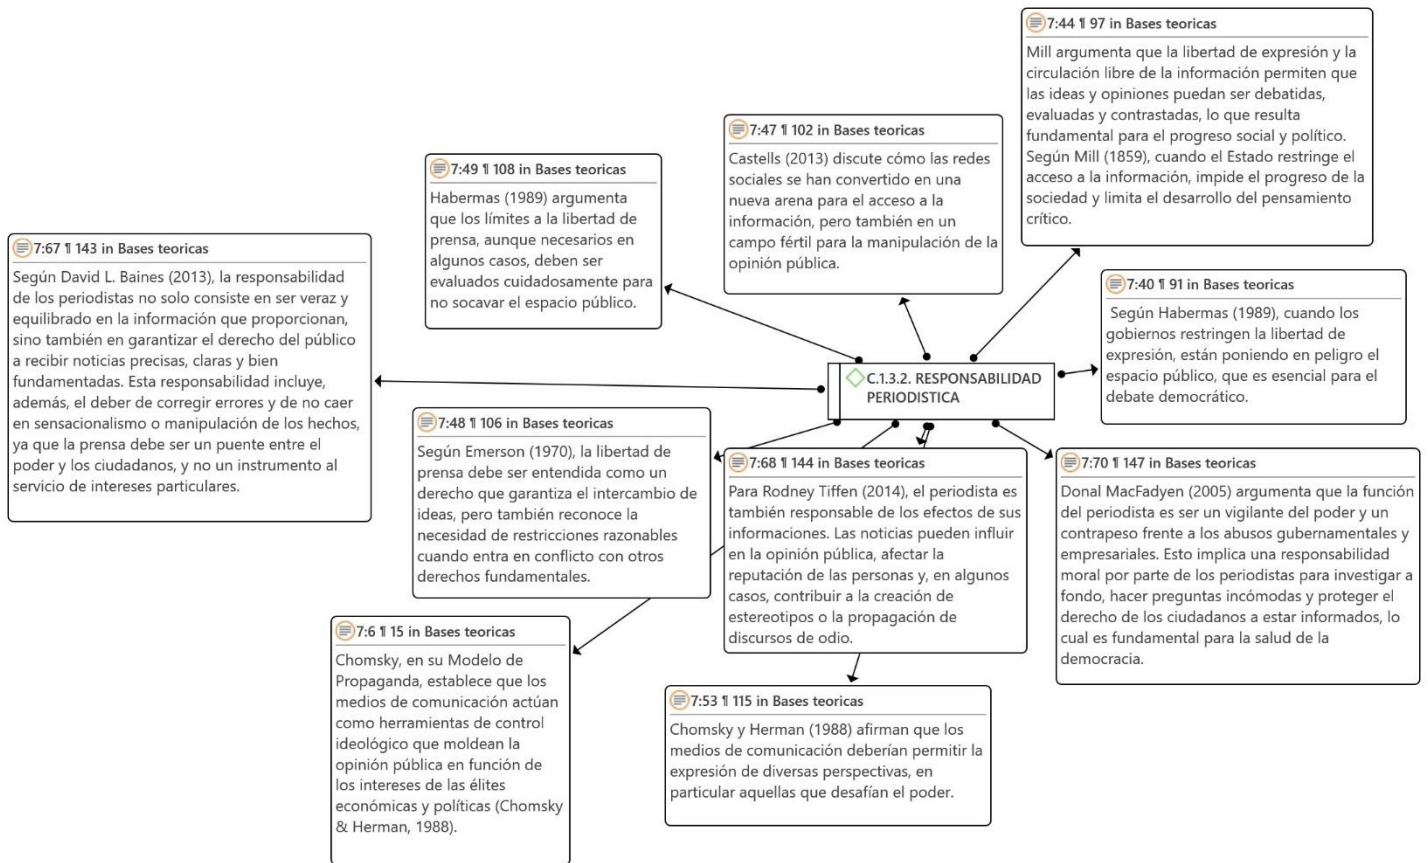 7:44 ¶ 97 in Bases teoricas
Mill argumenta que la libertad de expresión y la
circulación libre de la información permiten que
las ideas y opiniones puedan ser debatidas,
evaluadas y contrastadas, lo que resulta
fundamental para el progreso social y político.
Según Mill (1859), cuando el Estado restringe el
acceso a la información, impide el progreso de la
sociedad y limita el desarrollo del pensamiento
crítico.
7:47 ¶ 102 in Bases teoricas
Castells (2013) discute cómo las redes
sociales se han convertido en una
nueva arena para el acceso a la
información, pero también en un
campo fértil para la manipulación de la
opinión pública.
7:49 ¶ 108 in Bases teoricas
Habermas (1989) argumenta
que los límites a la libertad de
prensa, aunque necesarios en
algunos casos, deben ser
evaluados cuidadosamente para
no socavar el espacio público.
7:67 ¶ 143 in Bases teoricas
Según David L. Baines (2013), la responsabilidad
de los periodistas no solo consiste en ser veraz y
equilibrado en la información que proporcionan,
sino también en garantizar el derecho del público
a recibir noticias precisas, claras y bien
fundamentadas. Esta responsabilidad incluye,
además, el deber de corregir errores y de no caer
en sensacionalismo o manipulación de los hechos,
ya que la prensa debe ser un puente entre el
poder y los ciudadanos, y no un instrumento al
servicio de intereses particulares.
7:40 ¶ 91 in Bases teoricas
Según Habermas (1989), cuando los
gobiernos restringen la libertad de
expresión, están poniendo en peligro el
espacio público, que es esencial para el
debate democrático.
C.1.3.2. RESPONSABILIDAD
PERIODISTICA
7:48 ¶ 106 in Bases teoricas
Según Emerson (1970), la libertad de
prensa debe ser entendida como un
derecho que garantiza el intercambio de
ideas, pero también reconoce la
necesidad de restricciones razonables
cuando entra en conflicto con otros
derechos fundamentales.
7:68 ¶ 144 in Bases teoricas
Para Rodney Tiffen (2014), el periodista es
también responsable de los efectos de sus
informaciones. Las noticias pueden influir
en la opinión pública, afectar la
reputación de las personas y, en algunos
casos, contribuir a la creación de
estereotipos o la propagación de
discursos de odio.
7:70 ¶ 147 in Bases teoricas
Donal MacFadyen (2005) argumenta que la función
del periodista es ser un vigilante del poder y un
contrapeso frente a los abusos gubernamentales y
empresariales. Esto implica una responsabilidad
moral por parte de los periodistas para investigar a
fondo, hacer preguntas incómodas y proteger el
derecho de los ciudadanos a estar informados, lo
cual es fundamental para la salud de la
democracia.
7:6 ¶ 15 in Bases teoricas
Chomsky, en su Modelo de
Propaganda, establece que los
medios de comunicación actúan
como herramientas de control
ideológico que moldean la
opinión pública en función de
los intereses de las élites
económicas y políticas (Chomsky
& Herman, 1988).
7:53 ¶ 115 in Bases teoricas
Chomsky y Herman (1988) afirman que los
medios de comunicación deberían permitir la
expresión de diversas perspectivas, en
particular aquellas que desafían el poder.